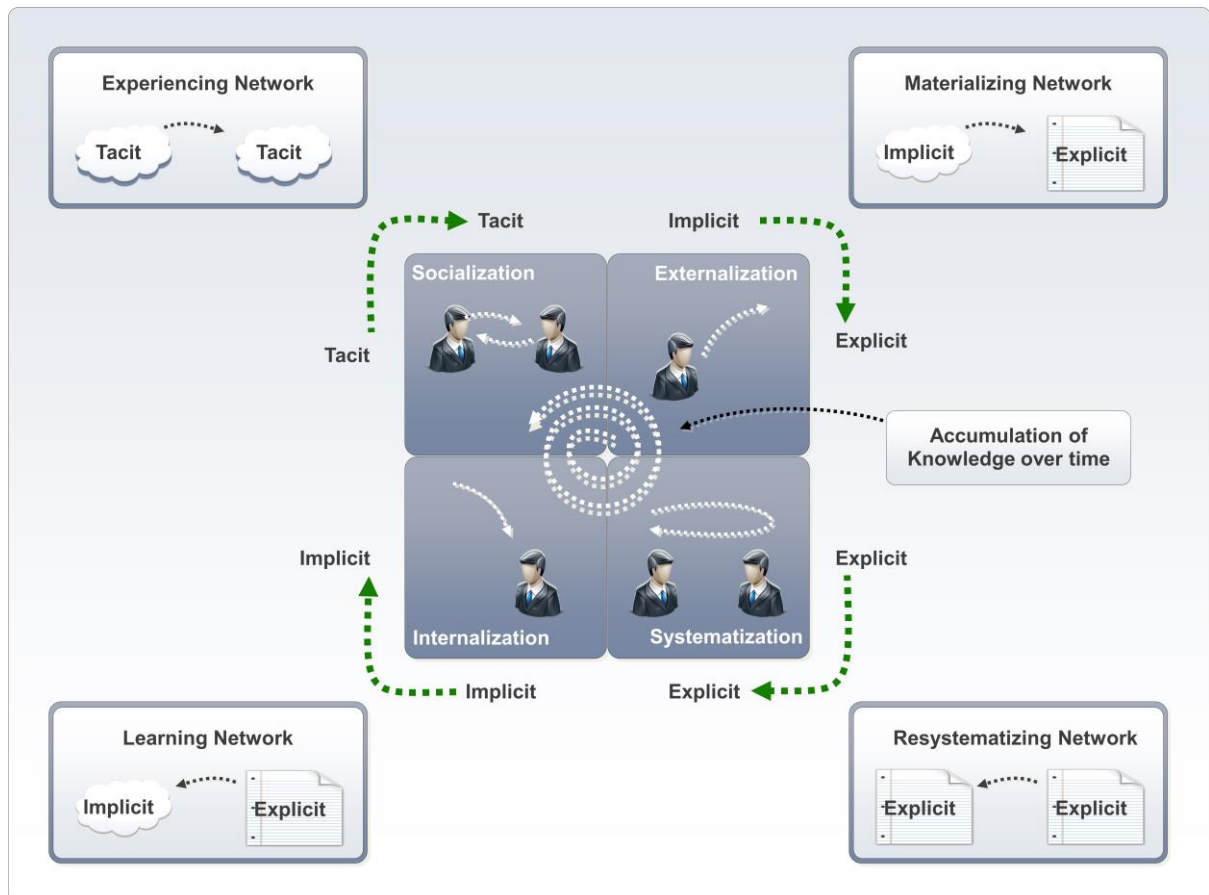 Experiencing Network
Tacit
Tacit
Materializing Network
Implicit
Explicit
Tacit
Implicit
Socialization
Externalization
Tacit
Explicit
Accumulation of
Knowledge over time
Implicit
Explicit
Internalization
Systematization
Implicit
Explicit
Learning Network
Implicit
Explicit
Resystematizing Network
Explicit
Explicit